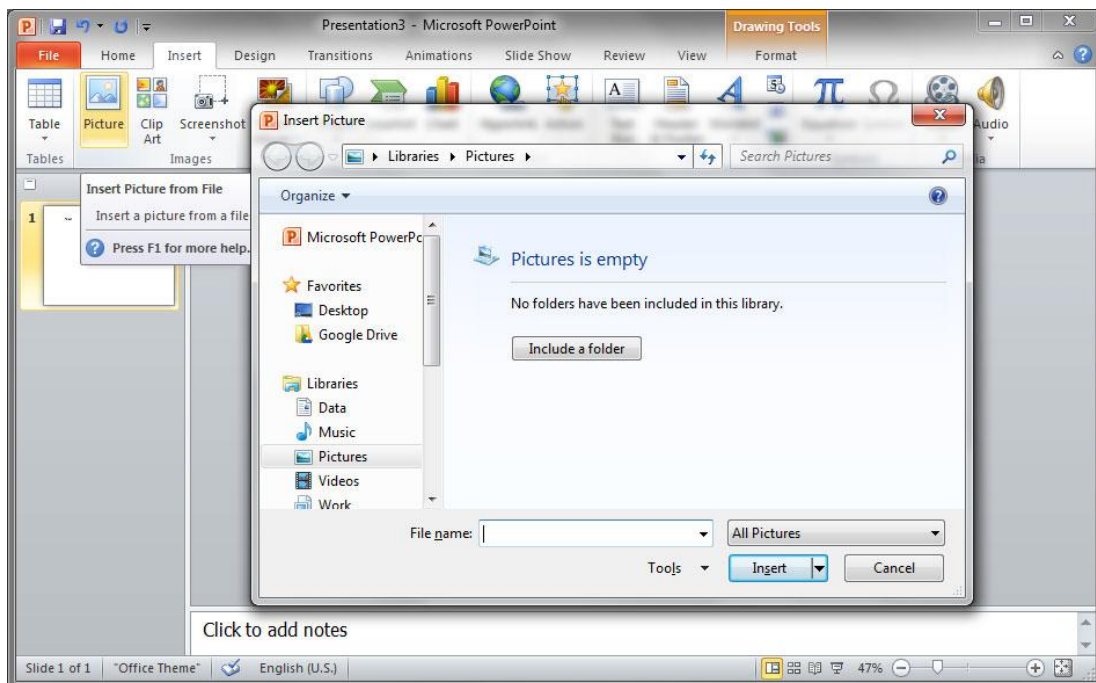 Presentation3 - Microsoft PowerPoint
Drawing Tools
File Home Insert Design Transitions Animations Slide Show Review View Format
Table
Picture
Clip Art
Screenshot
Audio
Tables
Images
Insert Picture from File
Insert a picture from a file
Press F1 for more help.
1
Insert Picture
Libraries Pictures
Search Pictures
Organize
Microsoft PowerPc
Favorites
Desktop
Google Drive
Libraries
Data
Music
Pictures
Videos
Work
Pictures is empty
No folders have been included in this library.
Include a folder
File name:
All Pictures
Tools Insert Cancel
Click to add notes
Slide 1 of 1 "Office Theme" English (U.S.) 47%